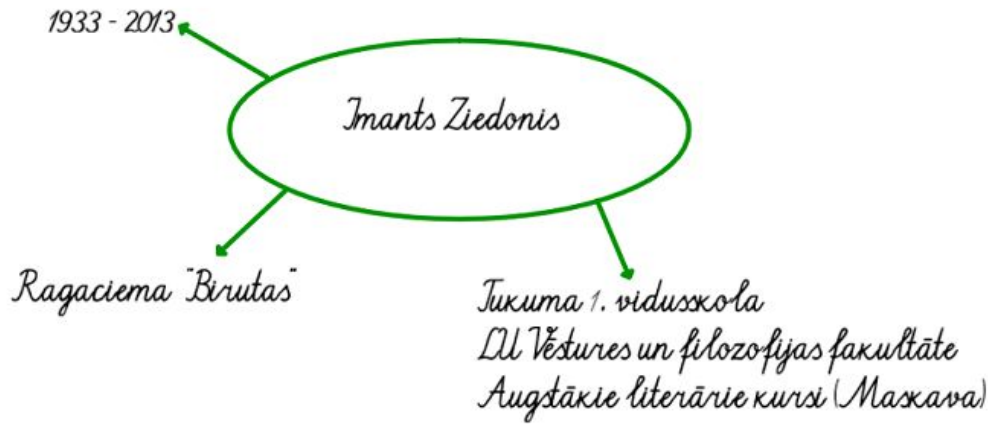 1933 - 2013
Imants Ziedonis
Ragaciema "Birutas"
Tukuma 1. vidusskola
LU Vēstures un filozofijas fakultāte
Augstākie literārie kursi (Maskava)